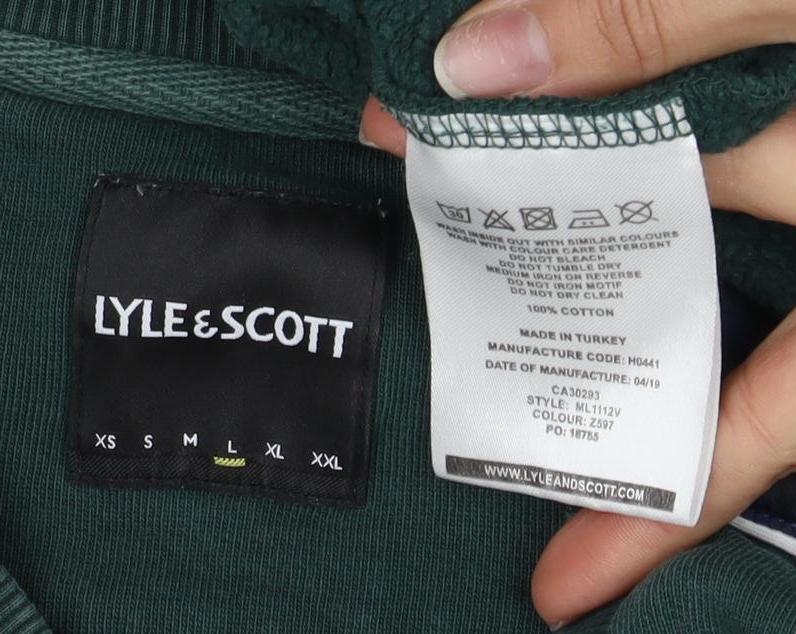 LYLE & SCOTT
XS S M L XL XXL
30
WASH INSIDE OUT WITH SIMILAR COLOURS
WASH WITH COLOUR CARE DETERGENT
DO NOT BLEACH
DO NOT TUMBLE DRY
MEDIUM IRON ON REVERSE
DO NOT IRON MOTIF
DO NOT DRY CLEAN
100% COTTON
MADE IN TURKEY
MANUFACTURE CODE: H0441
DATE OF MANUFACTURE: 04/19
CA30293
STYLE: ML1112V
COLOUR: Z597
PO: 18755
WWW.LYLEANDSCOTT.COM